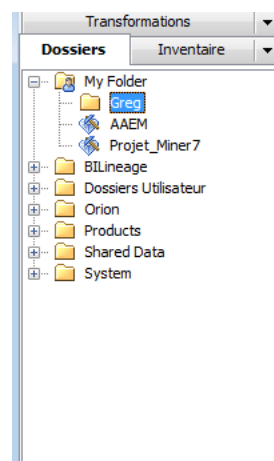 Transformations
Dossiers Inventaire
My Folder
Greg
AAEM
Projet_Miner7
BILineage
Dossiers Utilisateur
Orion
Products
Shared Data
System